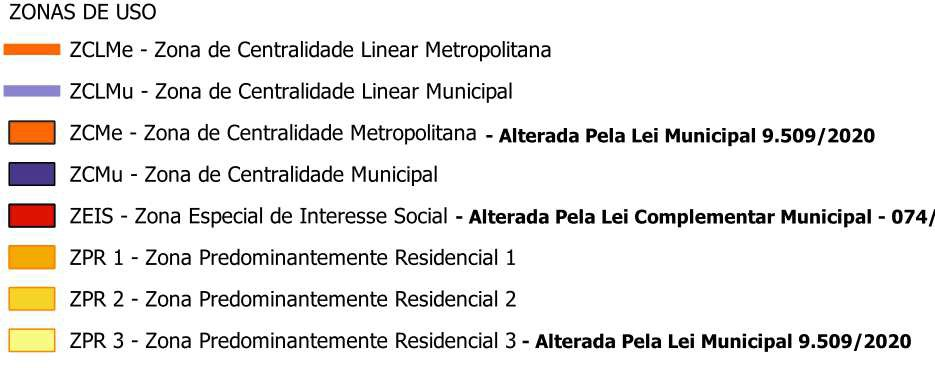 ZONAS DE USO
ZCLMe - Zona de Centralidade Linear Metropolitana
ZCLMu - Zona de Centralidade Linear Municipal
ZCMe - Zona de Centralidade Metropolitana - Alterada Pela Lei Municipal 9.509/2020
ZCMu - Zona de Centralidade Municipal
ZEIS - Zona Especial de Interesse Social - Alterada Pela Lei Complementar Municipal - 074/
ZPR 1 - Zona Predominantemente Residencial 1
ZPR 2 - Zona Predominantemente Residencial 2
ZPR 3 - Zona Predominantemente Residencial 3 - Alterada Pela Lei Municipal 9.509/2020